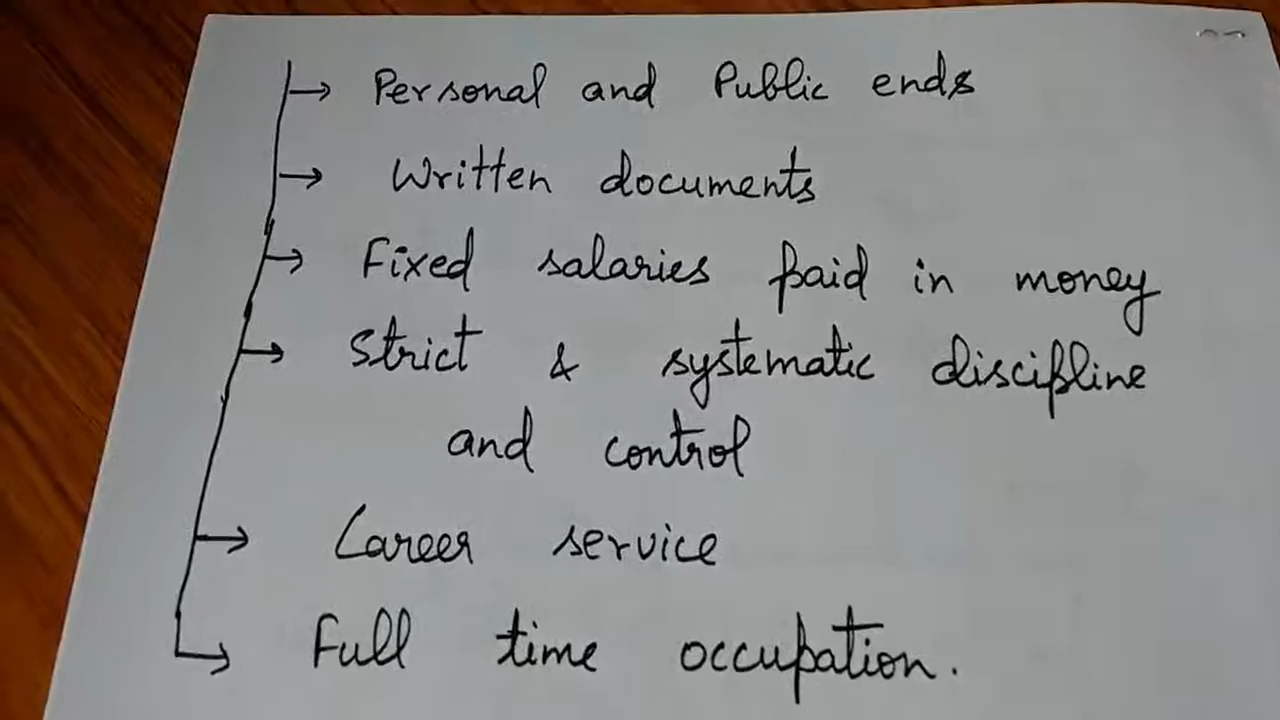 → Personal and Public ends
→ Written documents
→ Fixed salaries paid in money
→ Strict & systematic discipline
and control
→ Career service
→ Full time occupation.